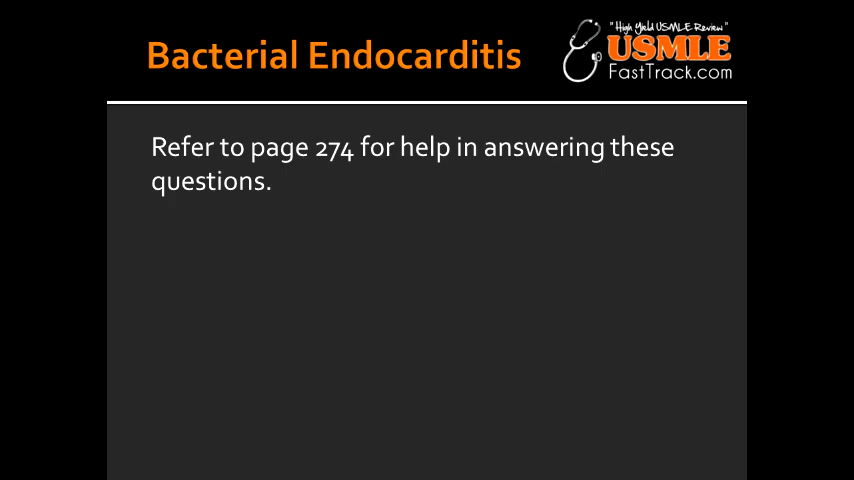 Bacterial Endocarditis
"High Yield USMLE Review"
USMLE
FastTrack.com
Refer to page 274 for help in answering these
questions.